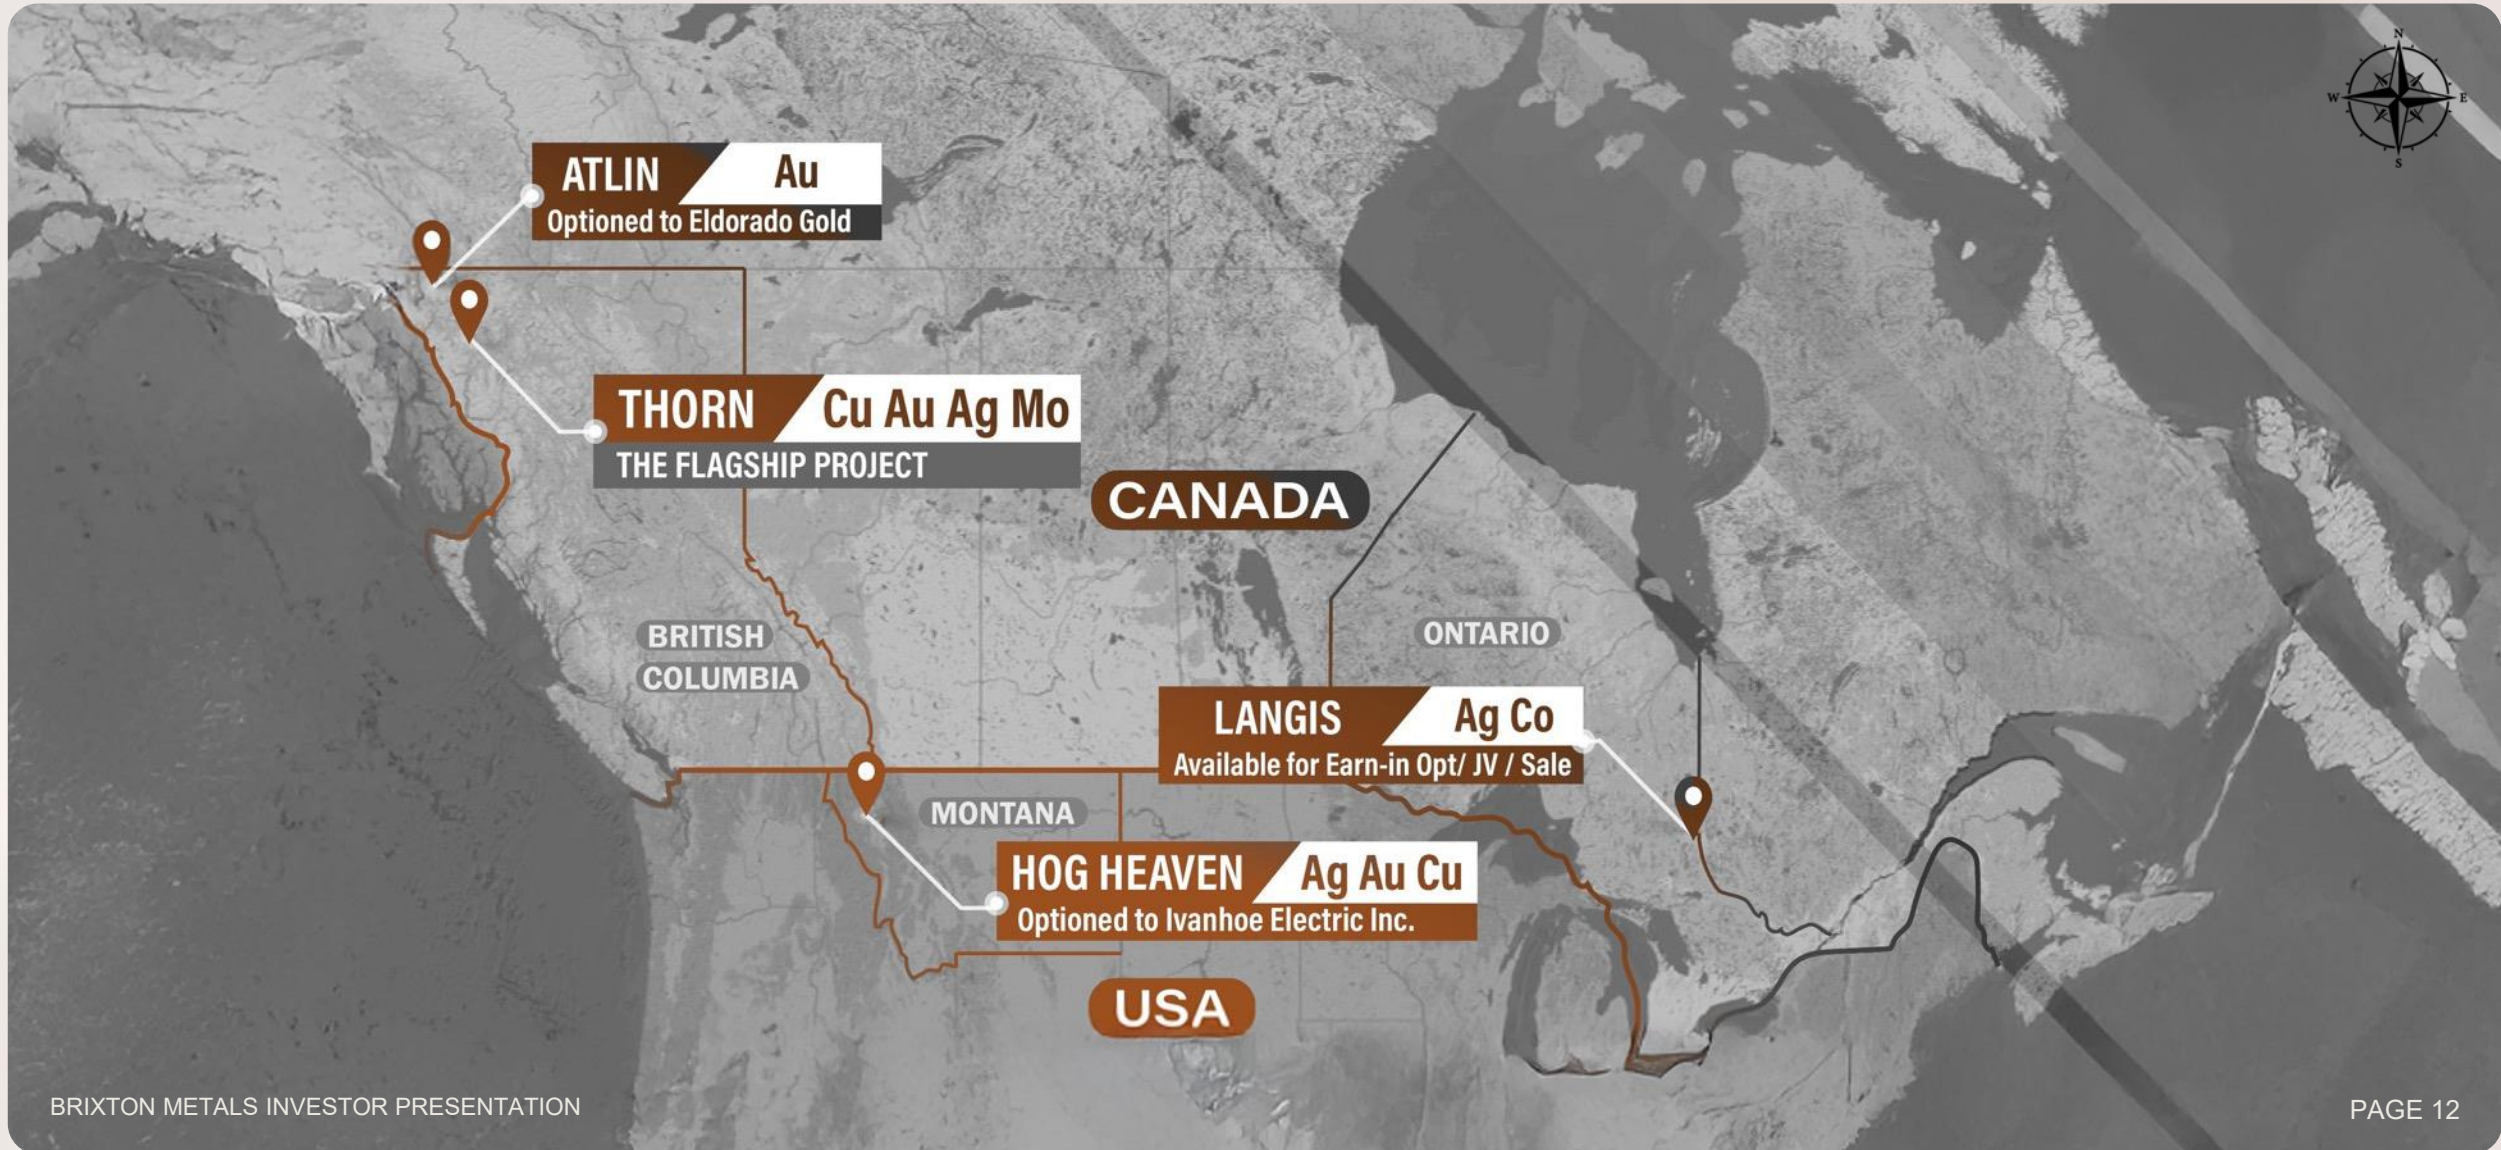 N
W E
S
ATLIN Au
Optioned to Eldorado Gold
THORN Cu Au Ag Mo
THE FLAGSHIP PROJECT
CANADA
BRITISH
COLUMBIA
ONTARIO
LANGIS Ag Co
Available for Earn-in Opt/ JV / Sale
MONTANA
HOG HEAVEN Ag Au Cu
Optioned to Ivanhoe Electric Inc.
USA
BRIXTON METALS INVESTOR PRESENTATION
PAGE 12